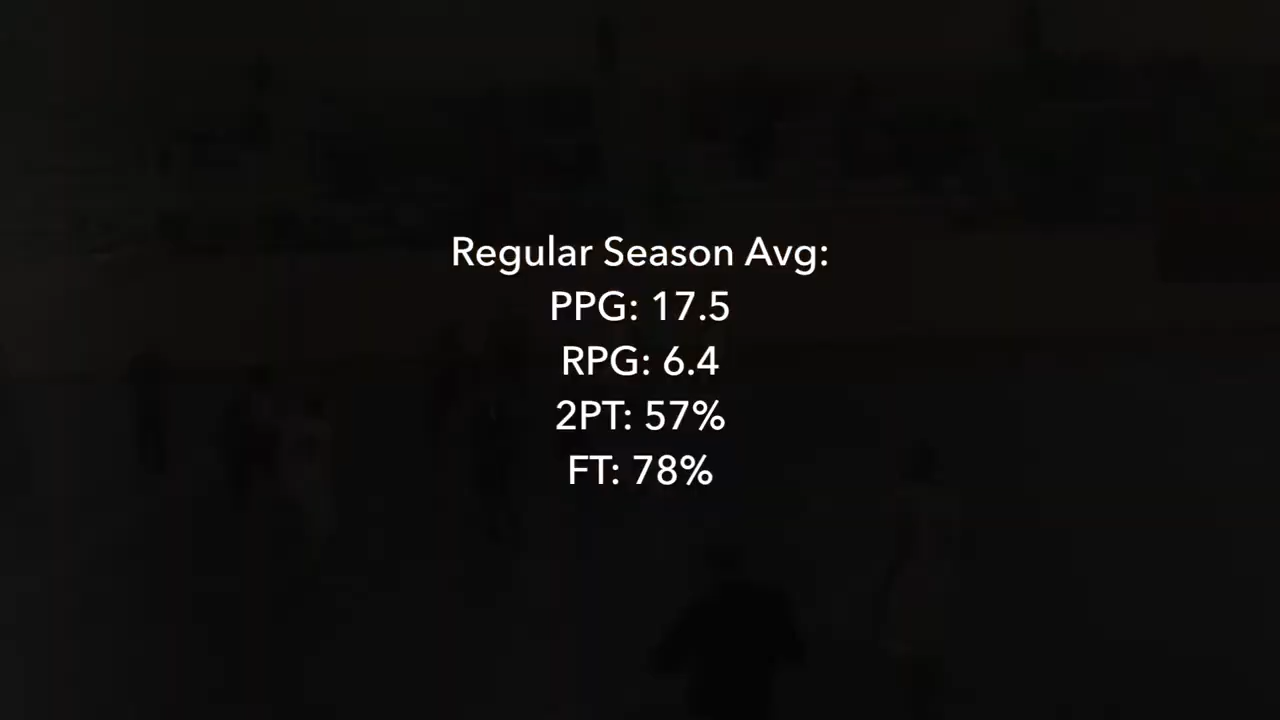 Regular Season Avg:
PPG: 17.5
RPG: 6.4
2PT: 57%
FT: 78%